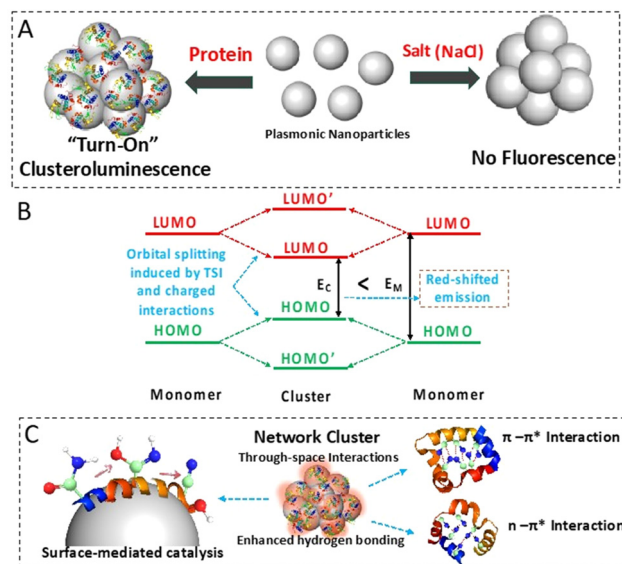 A
Protein
Salt (NaCl)
Plasmonic Nanoparticles
"Turn-On"
Clusteroluminescence
No Fluorescence
B
LUMO'
LUMO
LUMO
LUMO
Orbital splitting
induced by TSI
and charged
interactions
E_C < E_M
Red-shifted
emission
HOMO
HOMO
HOMO
HOMO'
Monomer
Cluster
Monomer
C
Network Cluster
Through-space Interactions
π–π* Interaction
n–π* Interaction
Enhanced hydrogen bonding
Surface-mediated catalysis